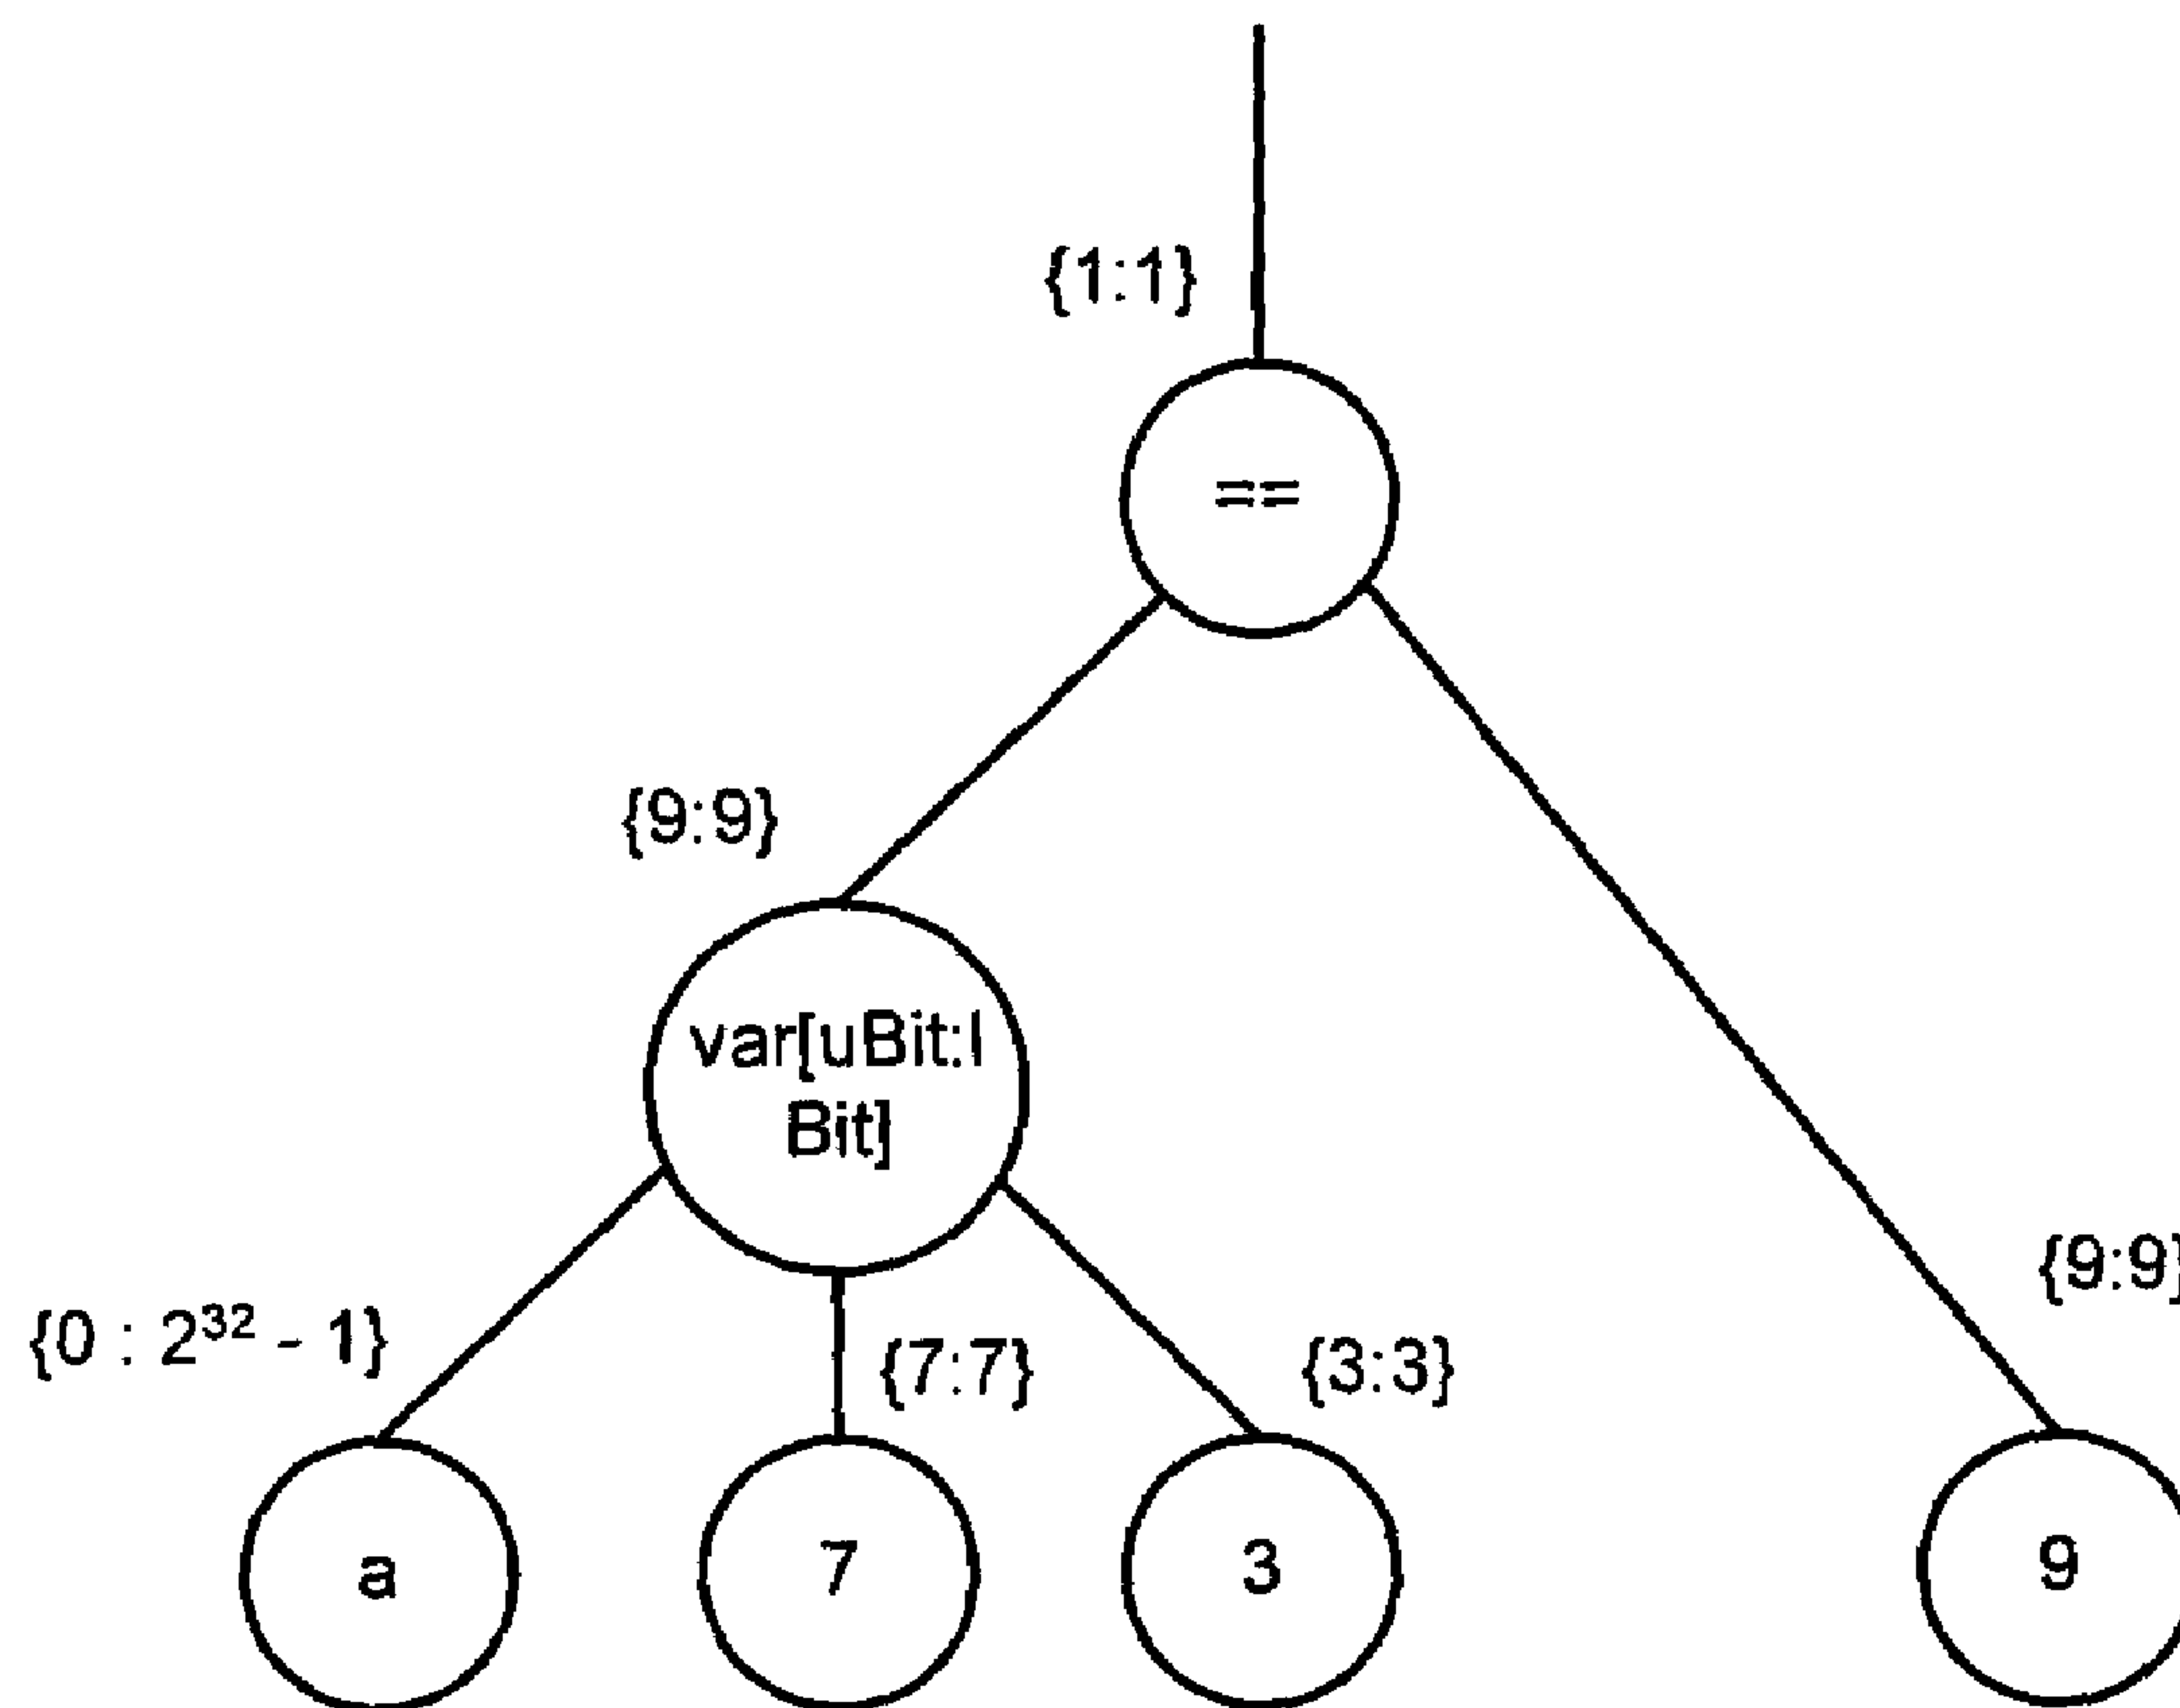 {1:1}
==
{9:9}
var[uBit:l
Bit]
{9:9}
{0 : 2³² - 1}
{7:7}
{3:3}
a
7
3
9